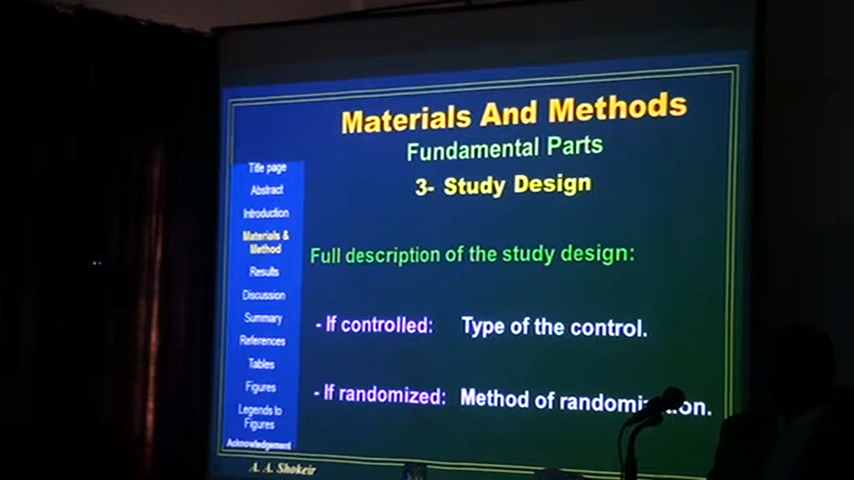 Materials And Methods
Fundamental Parts
3- Study Design
Title page
Abstract
Introduction
Materials &
Method
Results
Discussion
Summary
References
Tables
Figures
Legends to
Figures
Acknowledgement
Full description of the study design:
- If controlled: Type of the control.
- If randomized: Method of randomization.
A. A. Shokeir